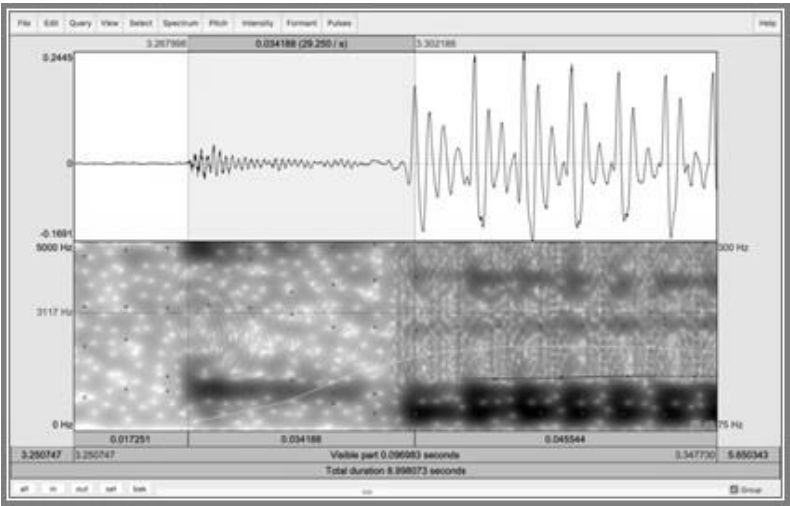 File Edit Query View Select Spectrum Pitch Intensity Formant Pulses Help
3.267998 0.034188 (29.250 / s) 3.302186
0.2445
0
-0.1691
5000 Hz 300 Hz
3117 Hz
0 Hz 75 Hz
0.017251 0.034188 0.045544
3.250747 3.250747 Visible part 0.096983 seconds 3.347730 5.650343
Total duration 8.998073 seconds
all in out sel bak Group